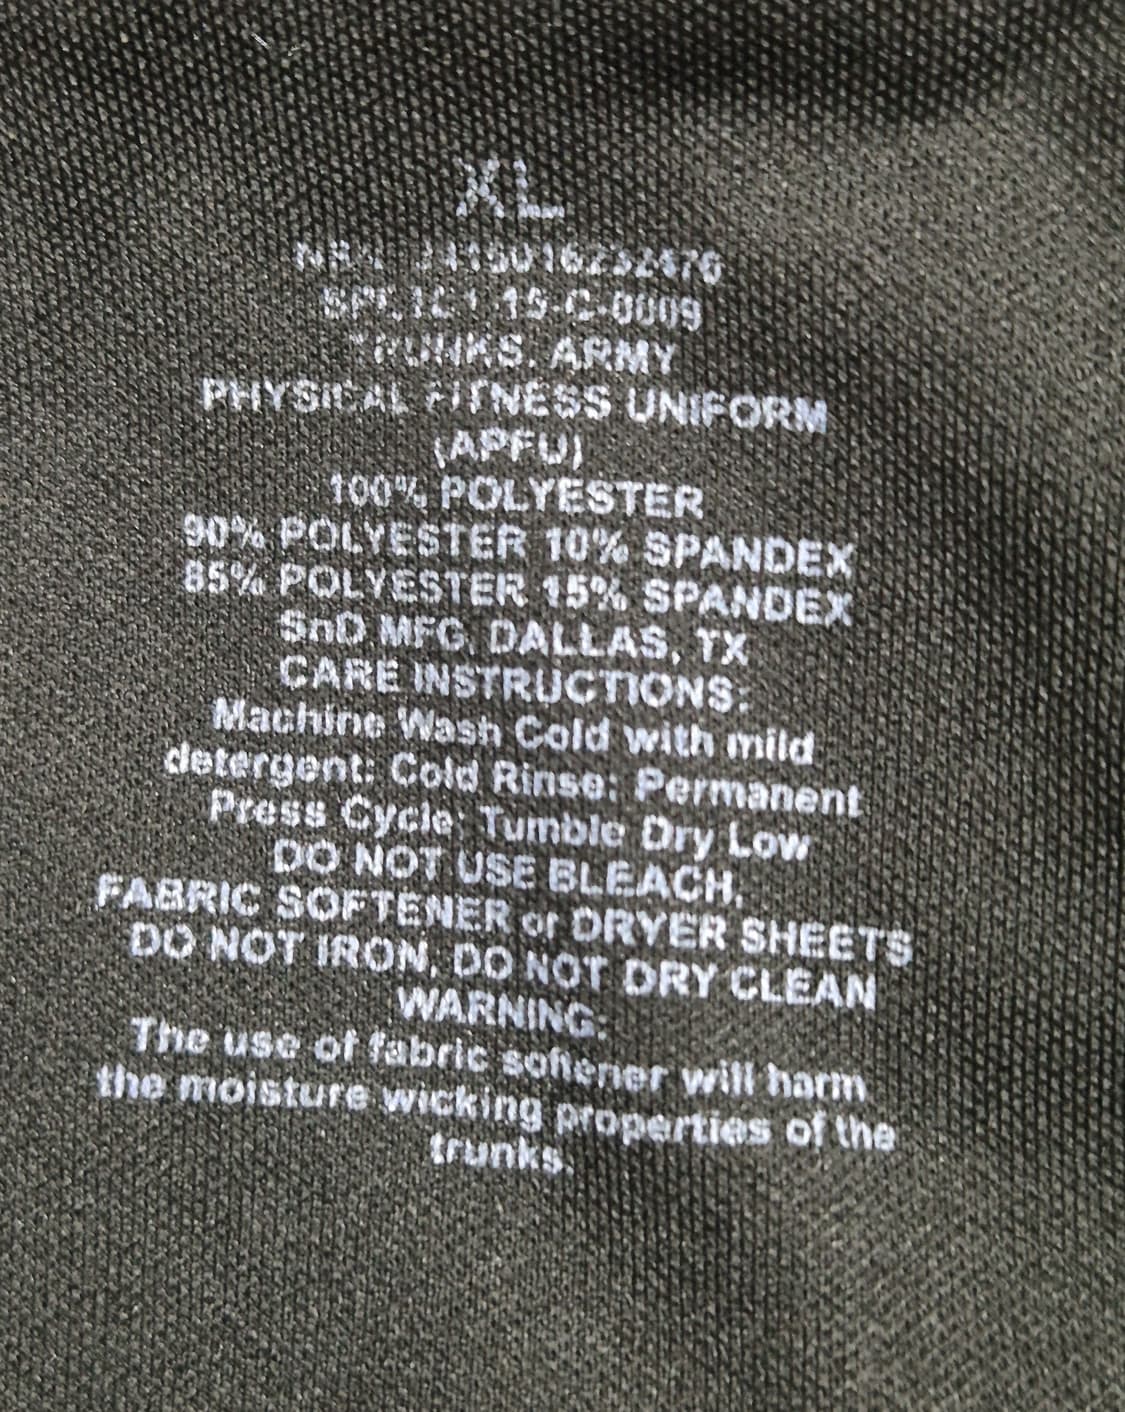 XL
TRUNKS, ARMY
PHYSICAL FITNESS UNIFORM
(APFU)
100% POLYESTER
90% POLYESTER 10% SPANDEX
85% POLYESTER 15% SPANDEX
SnD MFG, DALLAS, TX
CARE INSTRUCTIONS:
Machine Wash Cold with mild
detergent: Cold Rinse: Permanent
Press Cycle; Tumble Dry Low
DO NOT USE BLEACH,
FABRIC SOFTENER or DRYER SHEETS
DO NOT IRON, DO NOT DRY CLEAN
WARNING:
The use of fabric softener will harm
the moisture wicking properties of the
trunks.